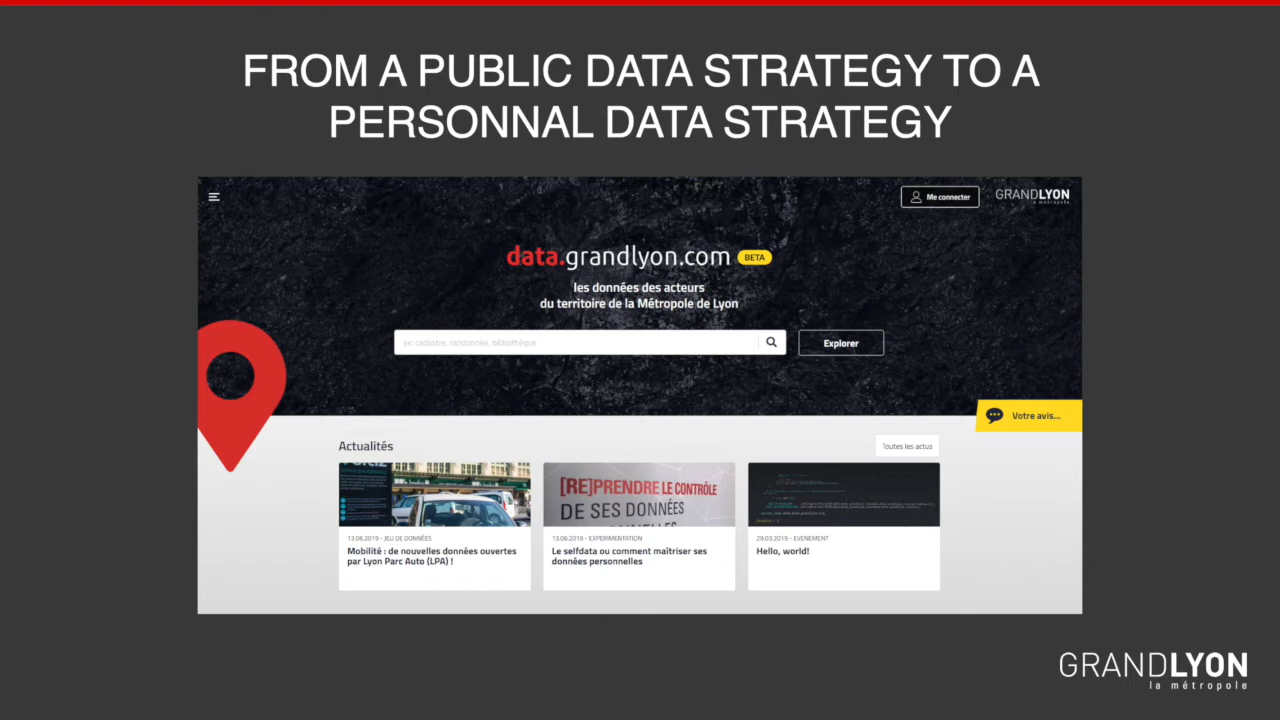 FROM A PUBLIC DATA STRATEGY TO A
PERSONNAL DATA STRATEGY
Me connecter
GRANDLYON
la métropole
data.grandlyon.com BETA
les données des acteurs
du territoire de la Métropole de Lyon
ex: cadastre, randonnée, bibliothèque
Explorer
Votre avis...
Actualités
Toutes les actus
[RE]PRENDRE LE CONTRÔLE
DE SES DONNÉES
13.06.2019 - JEU DE DONNÉES
Mobilité : de nouvelles données ouvertes
par Lyon Parc Auto (LPA) !
13.06.2019 - EXPERIMENTATION
Le selfdata ou comment maîtriser ses
données personnelles
29.03.2019 - EVENEMENT
Hello, world!
GRANDLYON
la métropole